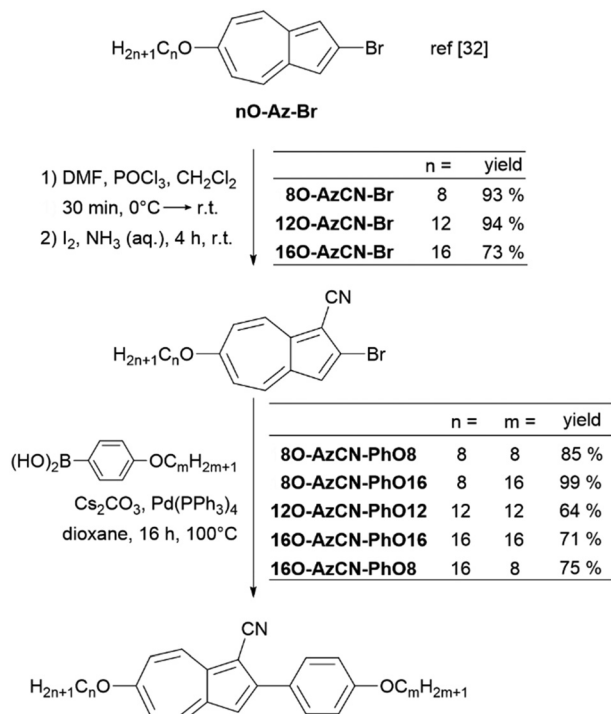 H₂ₙ₊₁CₙO
Br
ref [32]
nO-Az-Br
1) DMF, POCl₃, CH₂Cl₂
30 min, 0°C → r.t.
2) I₂, NH₃ (aq.), 4 h, r.t.
n = yield
8O-AzCN-Br 8 93 %
12O-AzCN-Br 12 94 %
16O-AzCN-Br 16 73 %
CN
H₂ₙ₊₁CₙO
Br
(HO)₂B
OCₘH₂ₘ₊₁
Cs₂CO₃, Pd(PPh₃)₄
dioxane, 16 h, 100°C
n = m = yield
8O-AzCN-PhO8 8 8 85 %
8O-AzCN-PhO16 8 16 99 %
12O-AzCN-PhO12 12 12 64 %
16O-AzCN-PhO16 16 16 71 %
16O-AzCN-PhO8 16 8 75 %
CN
H₂ₙ₊₁CₙO
OCₘH₂ₘ₊₁